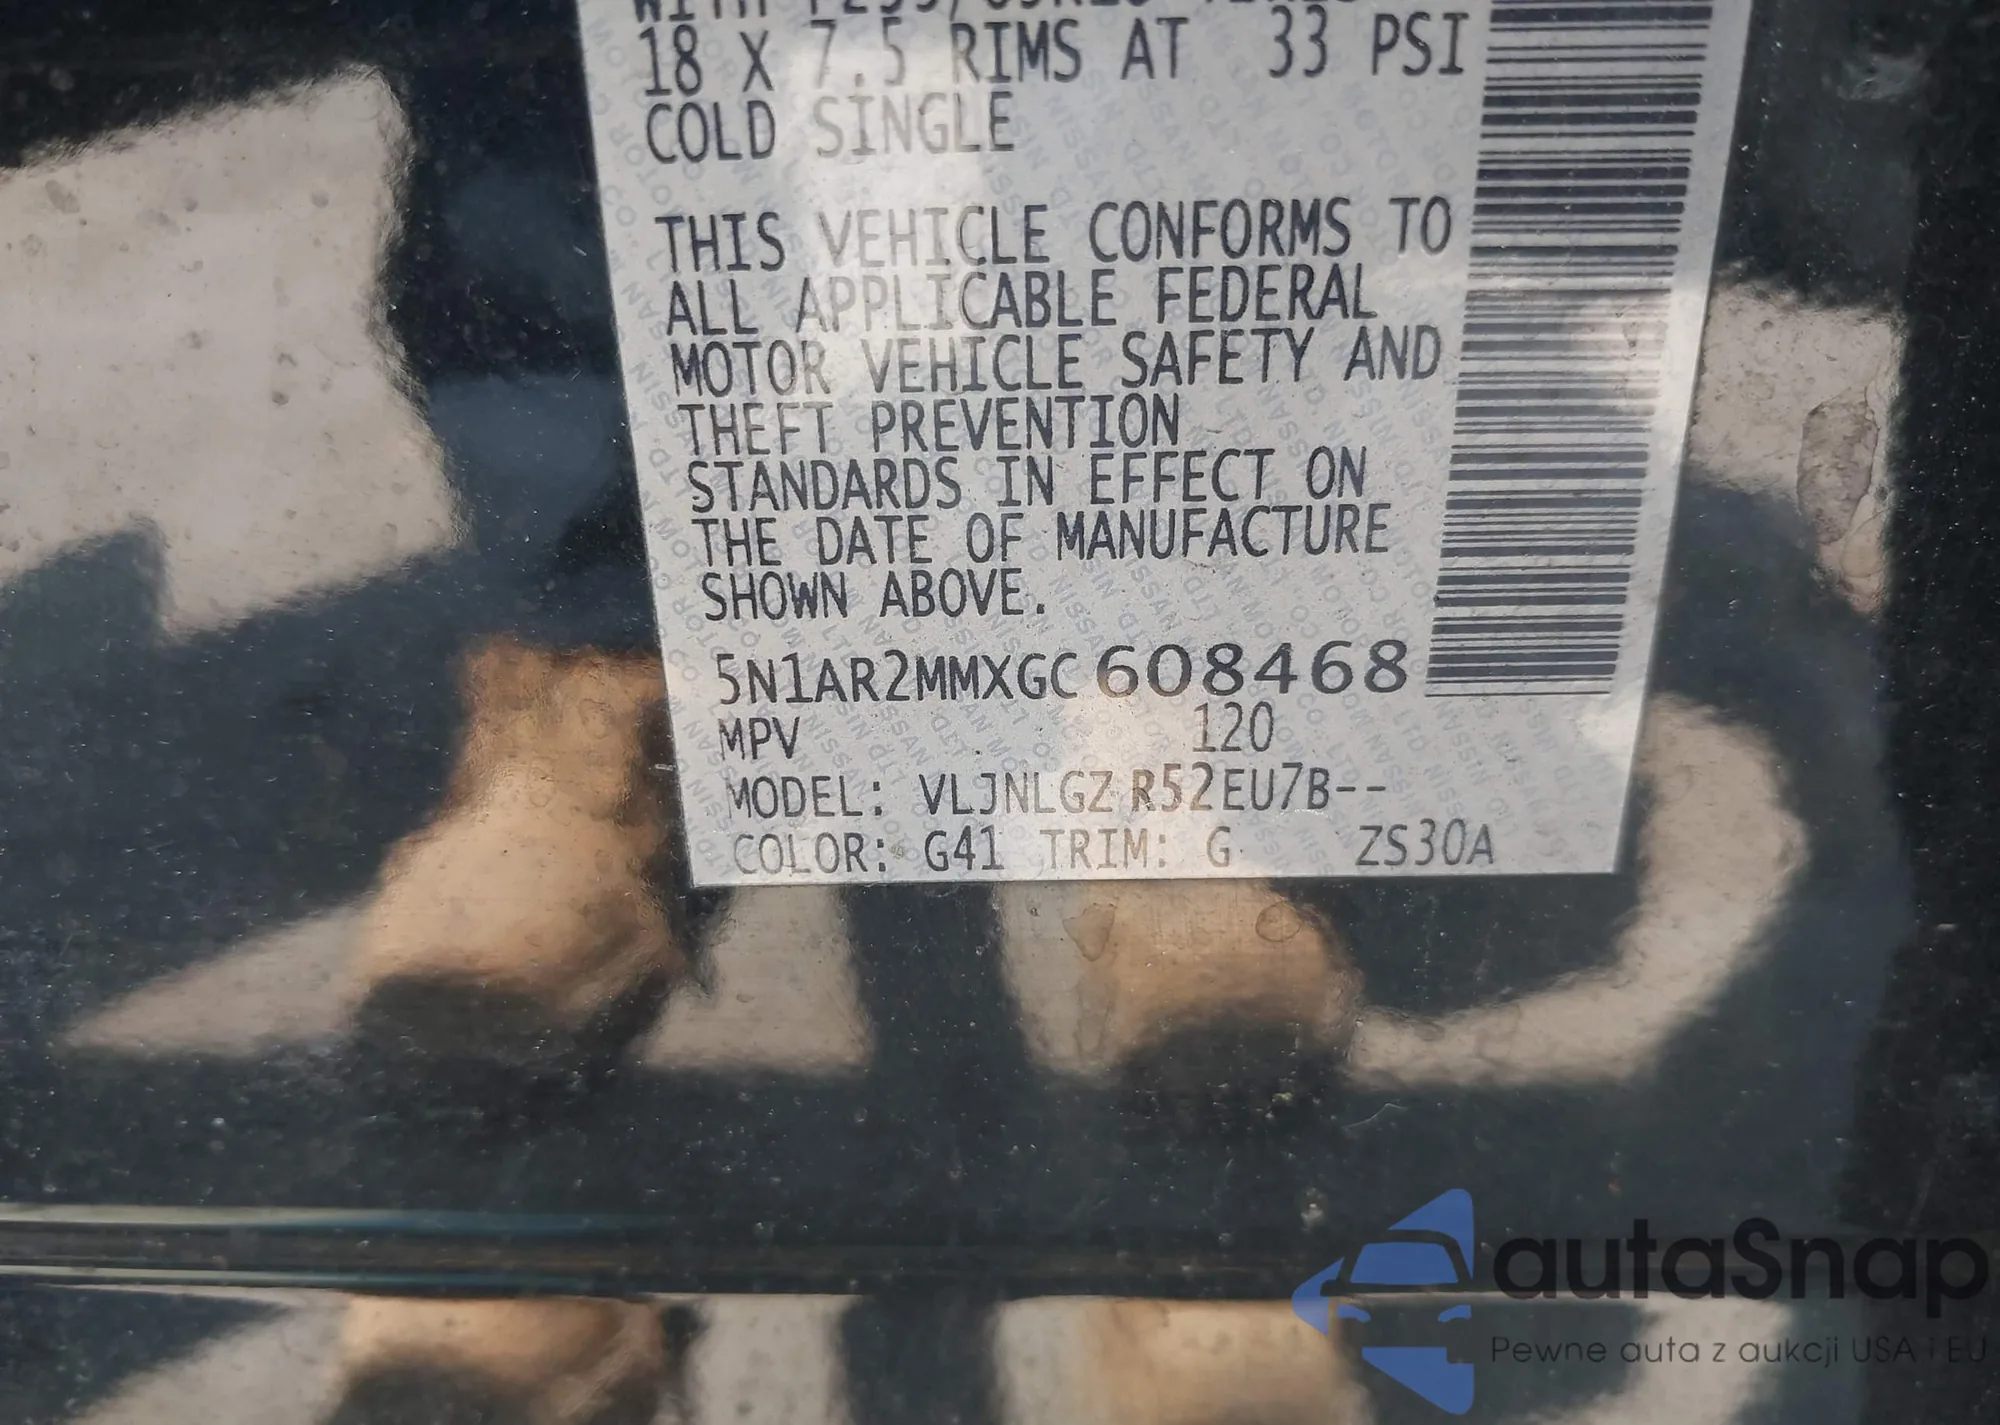 18 X 7.5 RIMS AT 33 PSI
COLD SINGLE
THIS VEHICLE CONFORMS TO
ALL APPLICABLE FEDERAL
MOTOR VEHICLE SAFETY AND
THEFT PREVENTION
STANDARDS IN EFFECT ON
THE DATE OF MANUFACTURE
SHOWN ABOVE.
5N1AR2MMXGC608468
MPV 120
MODEL: VLJNLGZ R52EU7B--
COLOR: G41 TRIM: G ZS30A
autaSnap
Pewne auta z aukcji USA i EU